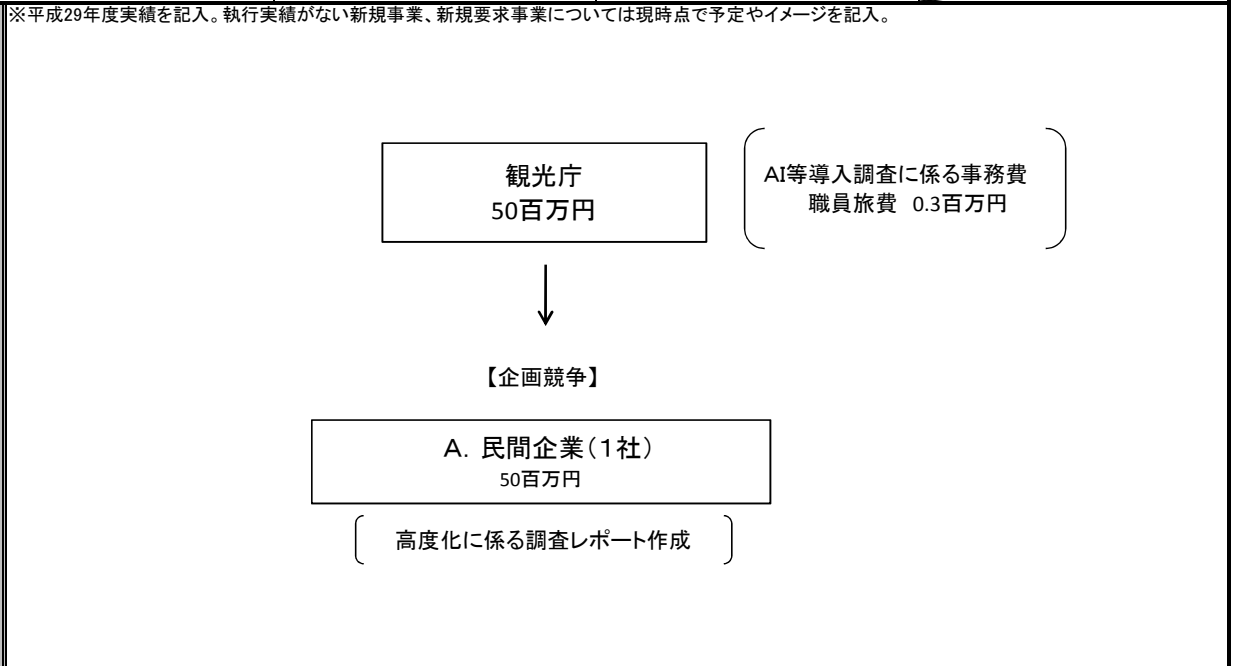 ※平成29年度実績を記入。執行実績がない新規事業、新規要求事業については現時点で予定やイメージを記入。
観光庁
50百万円
AI等導入調査に係る事務費
職員旅費 0.3百万円
【企画競争】
A. 民間企業（１社）
50百万円
高度化に係る調査レポート作成